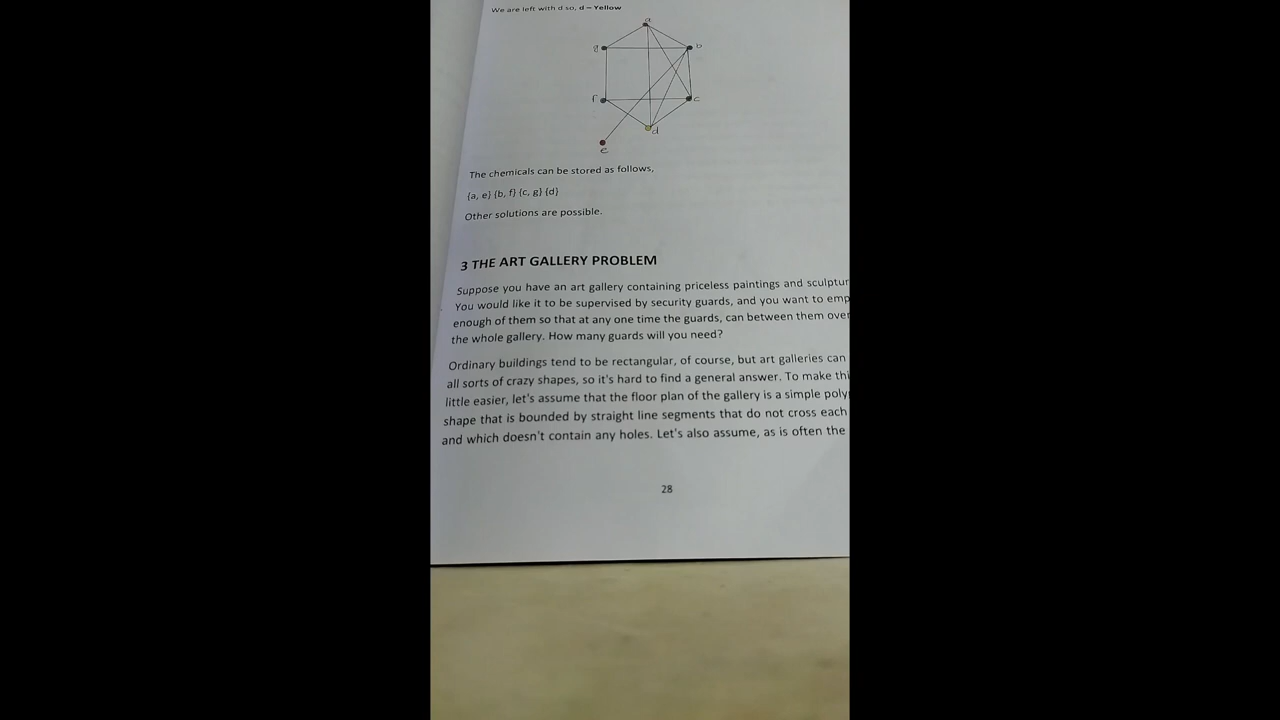 We are left with d so, d – Yellow
a
g
b
f
c
d
e
The chemicals can be stored as follows,
{a, e} {b, f} {c, g} {d}
Other solutions are possible.
3 THE ART GALLERY PROBLEM
Suppose you have an art gallery containing priceless paintings and sculptur
You would like it to be supervised by security guards, and you want to emp
enough of them so that at any one time the guards, can between them over
the whole gallery. How many guards will you need?
Ordinary buildings tend to be rectangular, of course, but art galleries can
all sorts of crazy shapes, so it's hard to find a general answer. To make thi
little easier, let's assume that the floor plan of the gallery is a simple poly
shape that is bounded by straight line segments that do not cross each
and which doesn't contain any holes. Let's also assume, as is often the
28